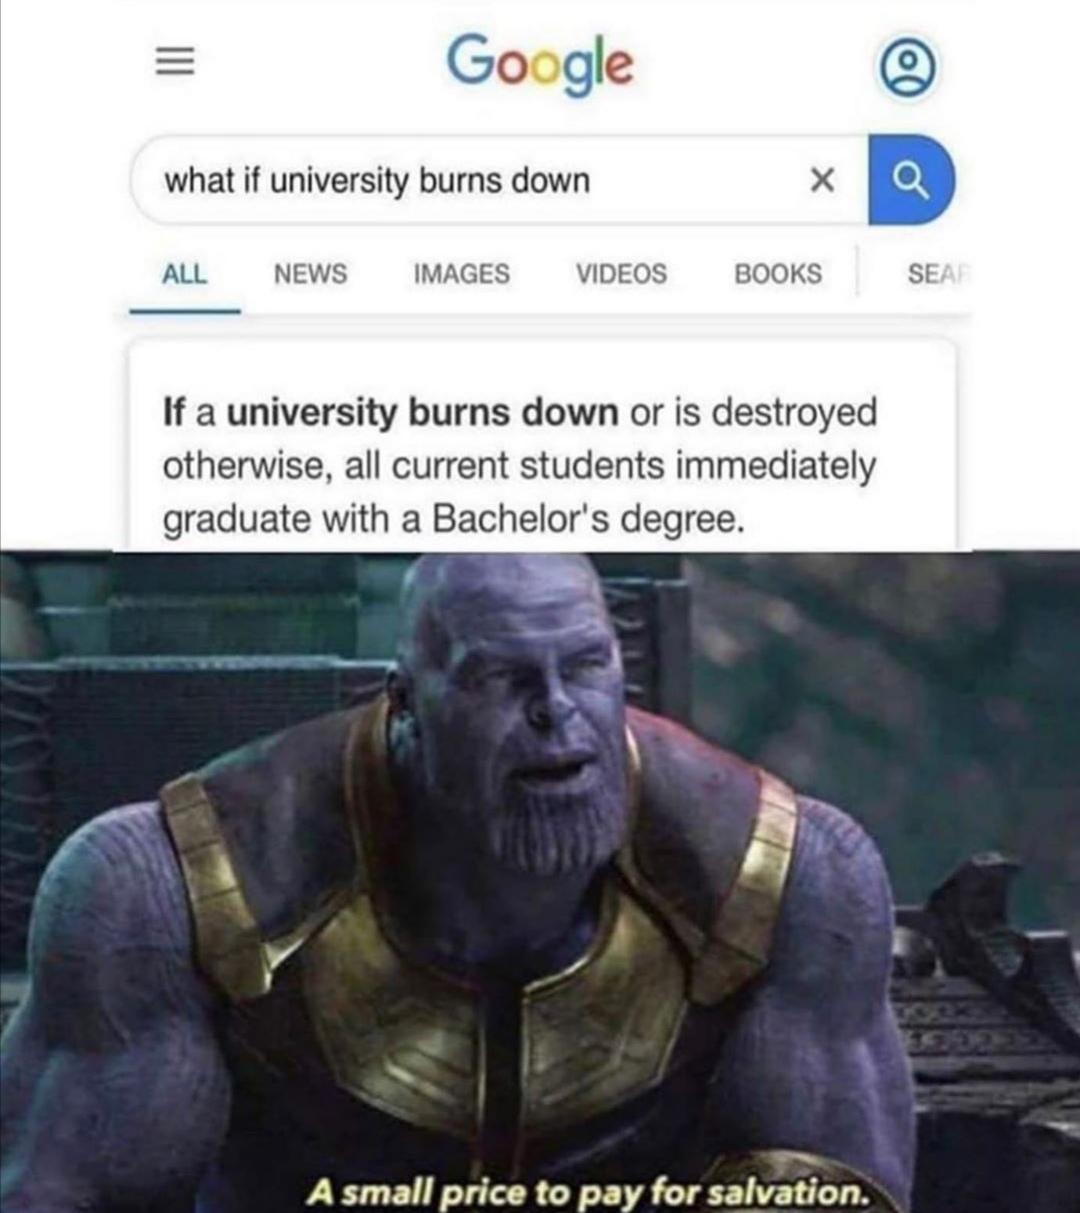 Google
what if university burns down
ALL NEWS IMAGES VIDEOS BOOKS SEAR
If a university burns down or is destroyed
otherwise, all current students immediately
graduate with a Bachelor's degree.
A small price to pay for salvation.